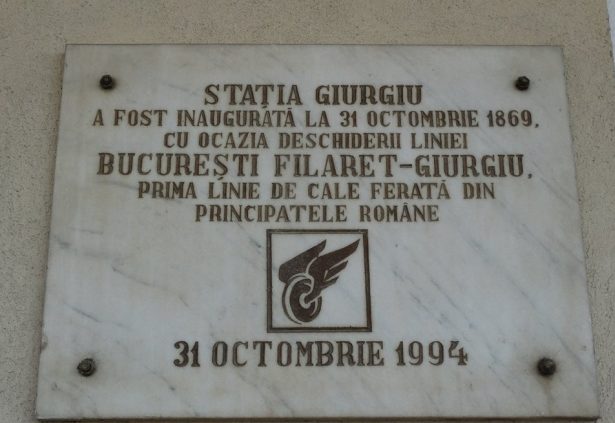 STAȚIA GIURGIU
A FOST INAUGURATĂ LA 31 OCTOMBRIE 1869,
CU OCAZIA DESCHIDERII LINIEI
BUCUREȘTI FILARET-GIURGIU,
PRIMA LINIE DE CALE FERATĂ DIN
PRINCIPATELE ROMÂNE
31 OCTOMBRIE 1994